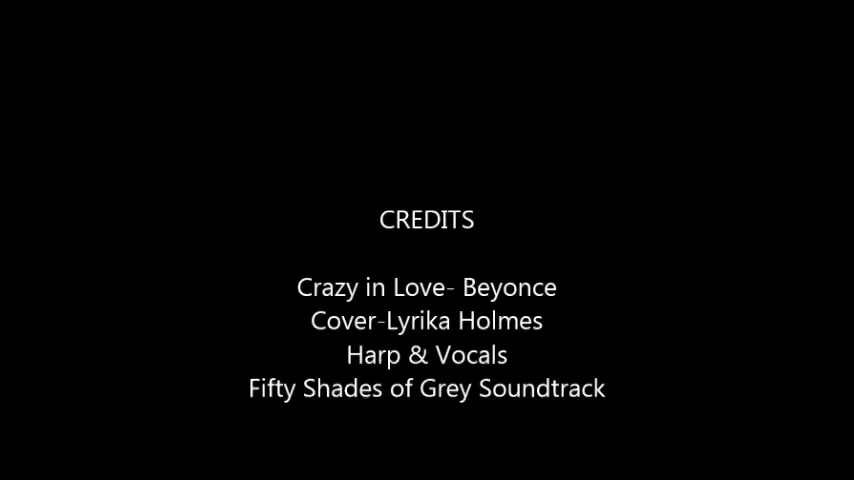 CREDITS
Crazy in Love- Beyonce
Cover-Lyrika Holmes
Harp & Vocals
Fifty Shades of Grey Soundtrack